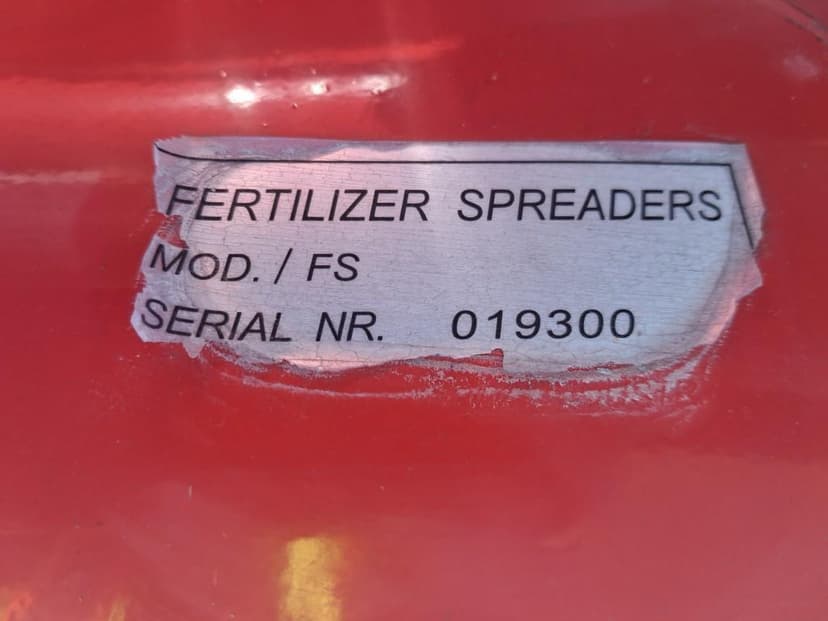 FERTILIZER SPREADERS
MOD. / FS
SERIAL NR. 019300